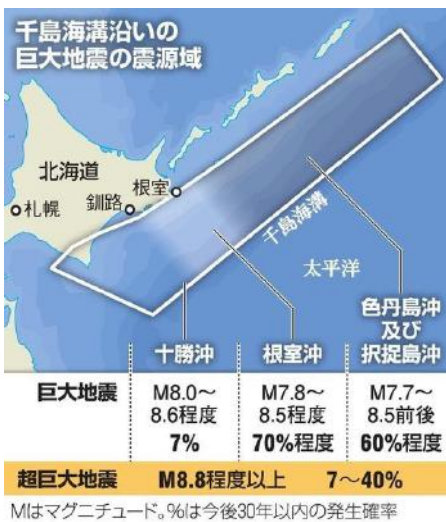 千島海溝沿いの
巨大地震の震源域
北海道
根室
釧路
札幌
千島海溝
太平洋
色丹島沖
及び
択捉島沖
十勝沖
根室沖
巨大地震
M8.0〜
8.6程度
7%
M7.8〜
8.5程度
70%程度
M7.7〜
8.5前後
60%程度
超巨大地震 M8.8程度以上 7〜40%
Mはマグニチュード。%は今後30年以内の発生確率